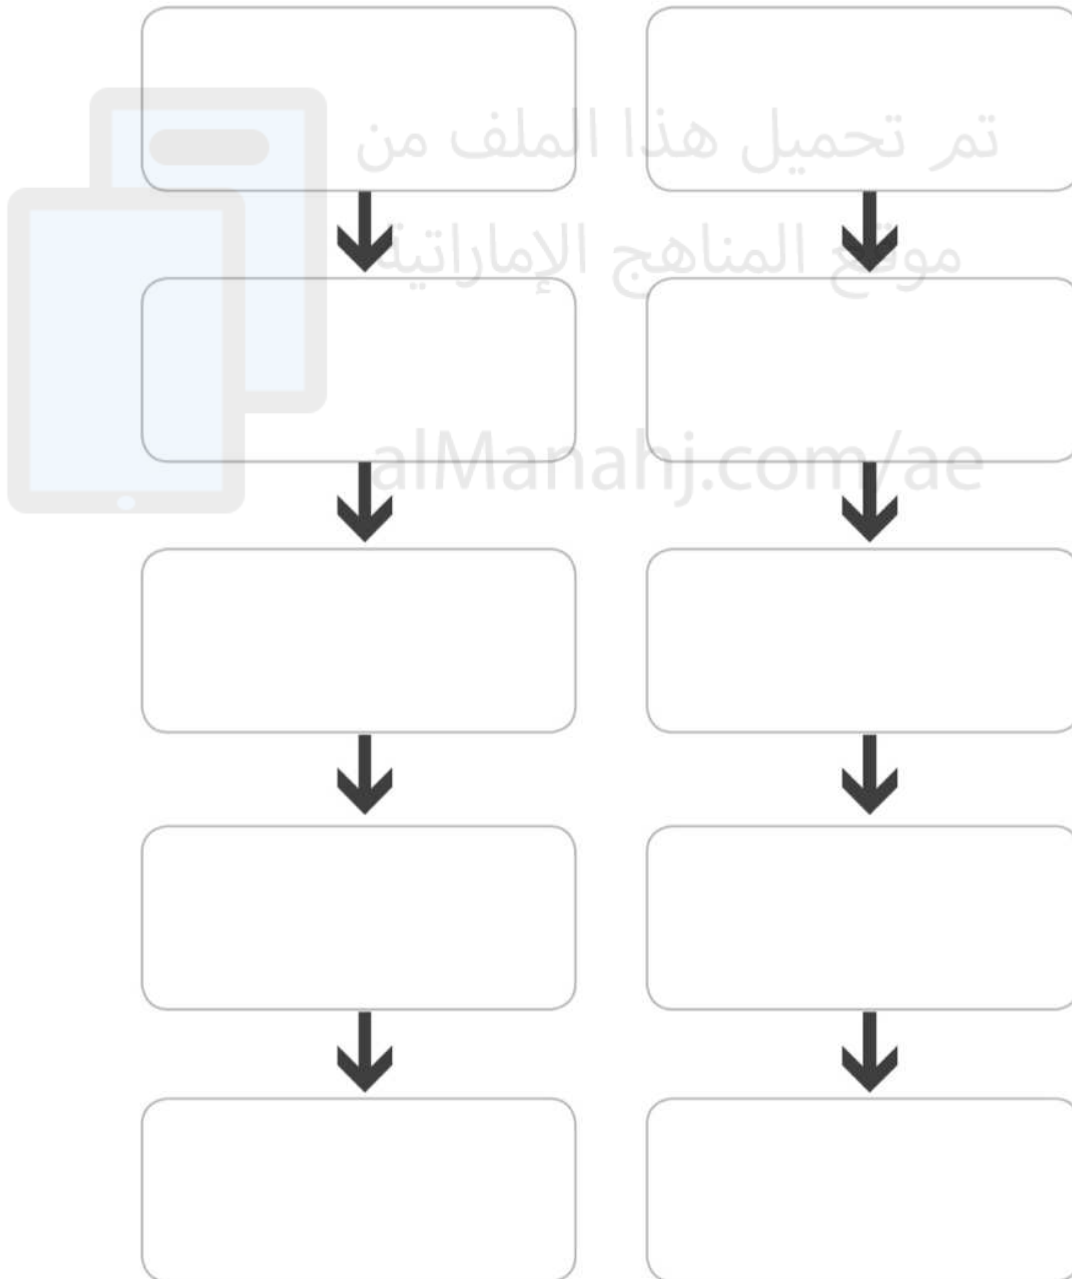 تم تحميل هذا الملف من
موقع المناهج الإماراتية
alManahj.com/ae